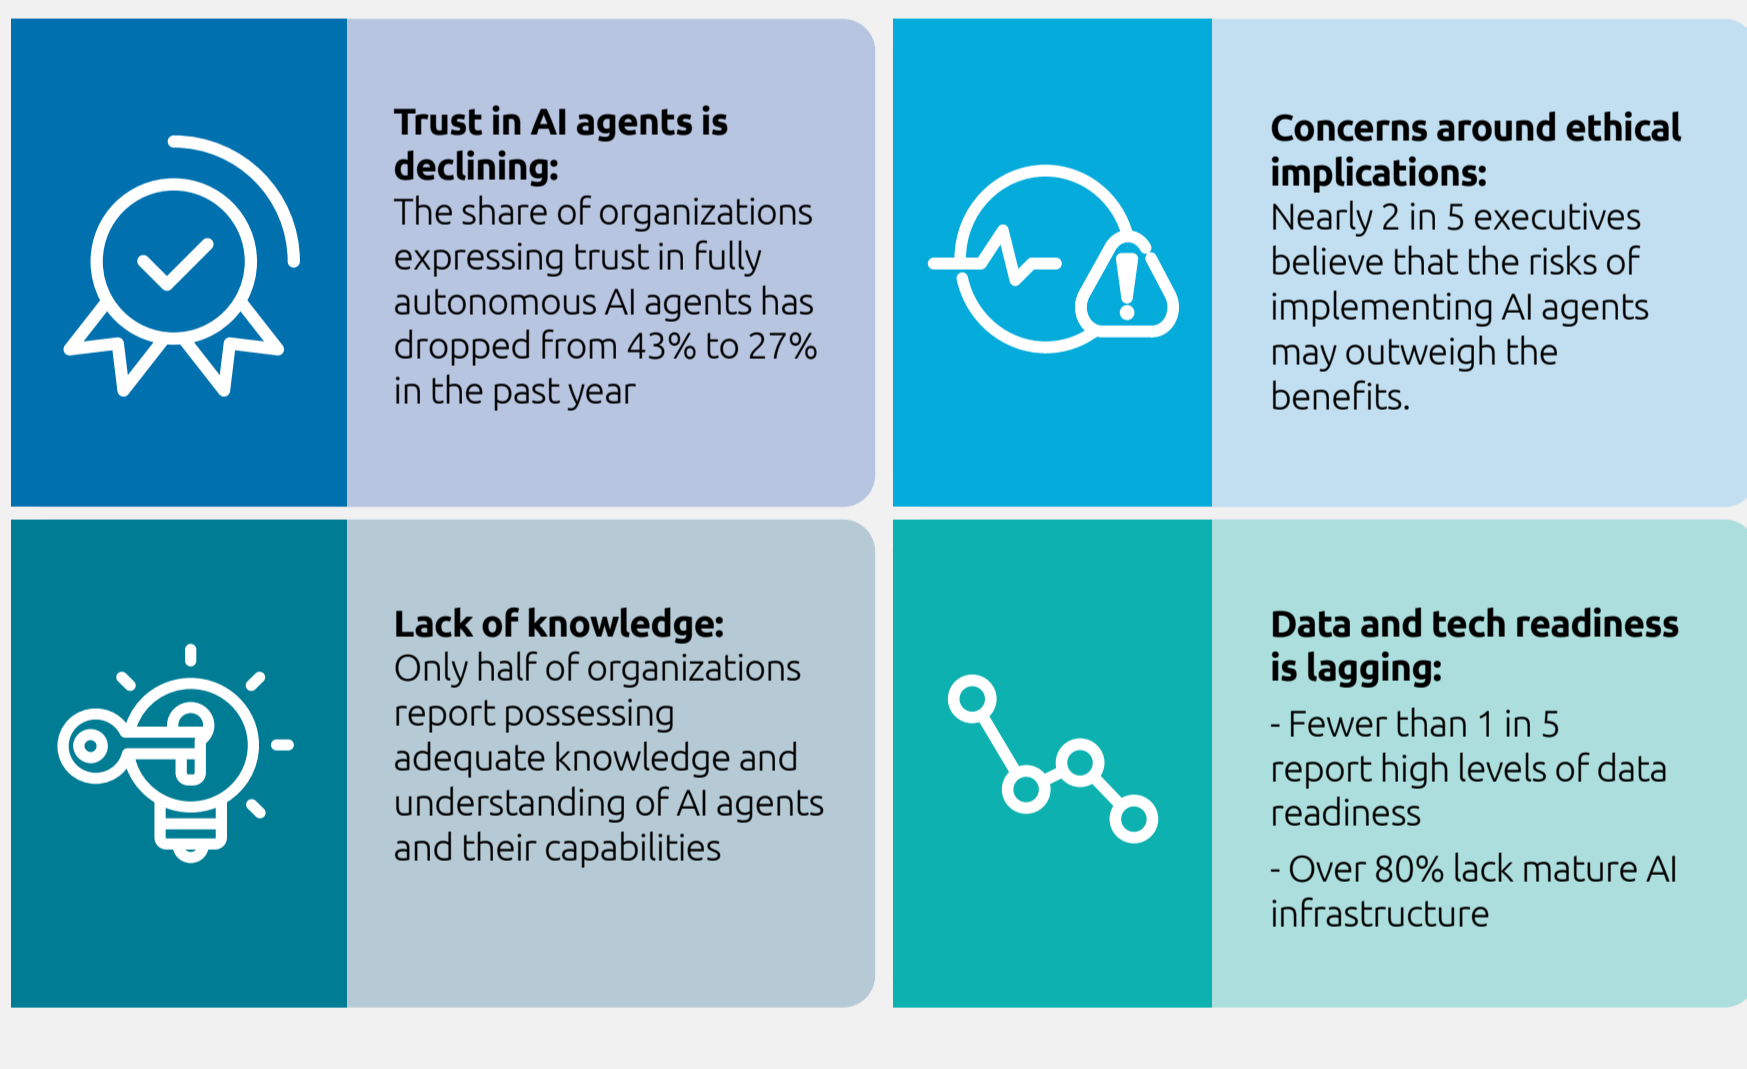 Trust in AI agents is
declining:
The share of organizations
expressing trust in fully
autonomous AI agents has
dropped from 43% to 27%
in the past year
Concerns around ethical
implications:
Nearly 2 in 5 executives
believe that the risks of
implementing AI agents
may outweigh the
benefits.
Lack of knowledge:
Only half of organizations
report possessing
adequate knowledge and
understanding of AI agents
and their capabilities
Data and tech readiness
is lagging:
- Fewer than 1 in 5
report high levels of data
readiness
- Over 80% lack mature AI
infrastructure